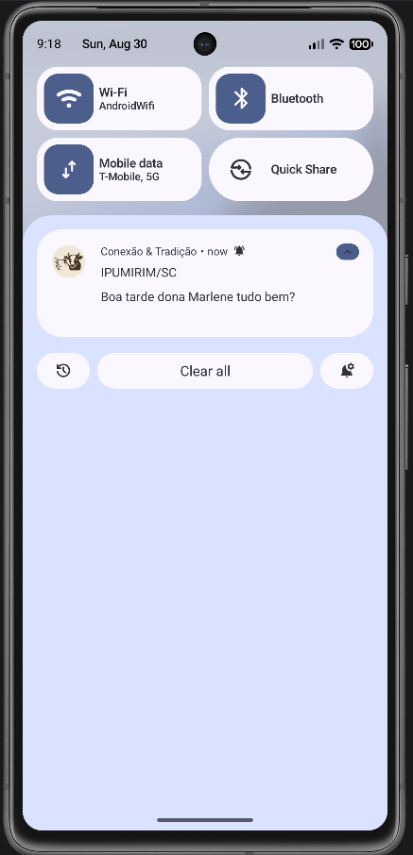 9:18 Sun, Aug 30 100
Wi-Fi
AndroidWifi
Bluetooth
Mobile data
T-Mobile, 5G
Quick Share
Conexão & Tradição • now
IPUMIRIM/SC
Boa tarde dona Marlene tudo bem?
Clear all